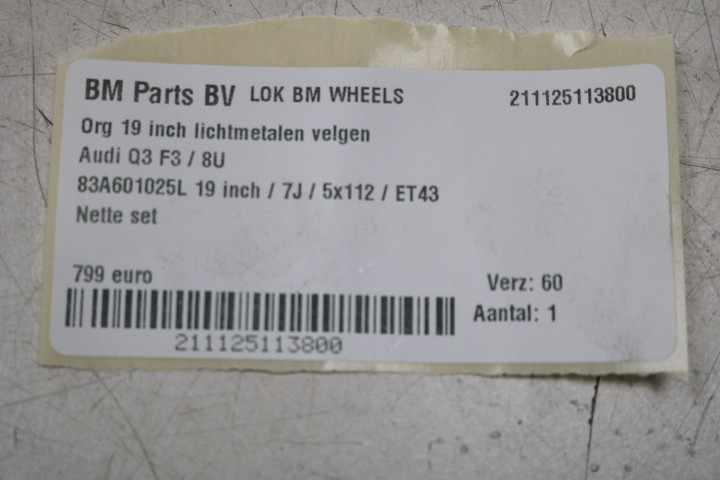 BM Parts BV LOK BM WHEELS 211125113800
Org 19 inch lichtmetalen velgen
Audi Q3 F3 / 8U
83A601025L 19 inch / 7J / 5x112 / ET43
Nette set
799 euro Verz: 60
Aantal: 1
211125113800